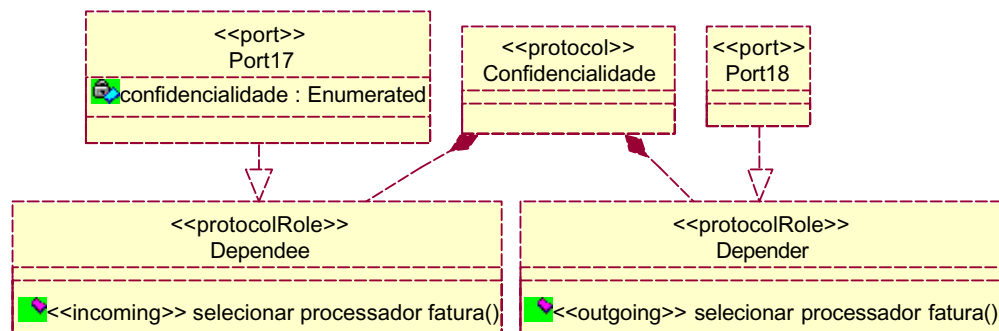 <<port>>
Port17
confidencialidade : Enumerated
<<protocol>>
Confidencialidade
<<port>>
Port18
<<protocolRole>>
Dependee
<<incoming>> selecionar processador fatura()
<<protocolRole>>
Depender
<<outgoing>> selecionar processador fatura()